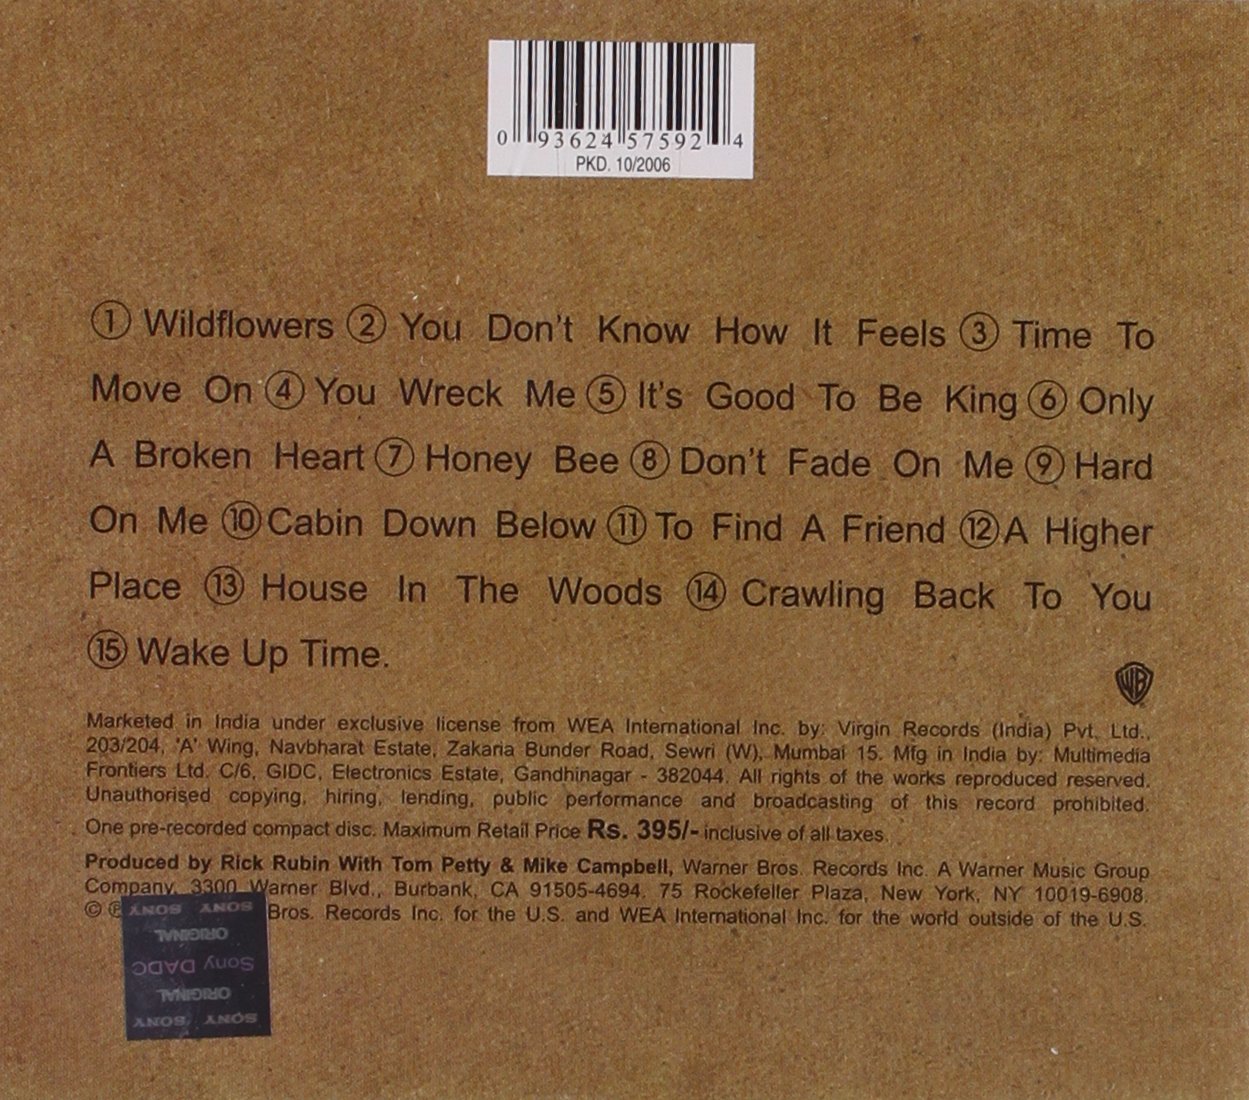 0 93624 57592 4
PKD. 10/2006
① Wildflowers ② You Don't Know How It Feels ③ Time To
Move On ④ You Wreck Me ⑤ It's Good To Be King ⑥ Only
A Broken Heart ⑦ Honey Bee ⑧ Don't Fade On Me ⑨ Hard
On Me ⑩ Cabin Down Below ⑪ To Find A Friend ⑫ A Higher
Place ⑬ House In The Woods ⑭ Crawling Back To You
⑮ Wake Up Time.
WB
Marketed in India under exclusive license from WEA International Inc. by: Virgin Records (India) Pvt. Ltd.,
203/204, 'A' Wing, Navbharat Estate, Zakaria Bunder Road, Sewri (W), Mumbai 15. Mfg in India by: Multimedia
Frontiers Ltd. C/6, GIDC, Electronics Estate, Gandhinagar - 382044. All rights of the works reproduced reserved.
Unauthorised copying, hiring, lending, public performance and broadcasting of this record prohibited.
One pre-recorded compact disc. Maximum Retail Price Rs. 395/- inclusive of all taxes.
Produced by Rick Rubin With Tom Petty & Mike Campbell, Warner Bros. Records Inc. A Warner Music Group
Company, 3300 Warner Blvd., Burbank, CA 91505-4694. 75 Rockefeller Plaza, New York, NY 10019-6908.
© ℗ Bros. Records Inc. for the U.S. and WEA International Inc. for the world outside of the U.S.
SONY SONY SONY
ORIGINAL
Sony DADC
ORIGINAL
SONY SONY SONY